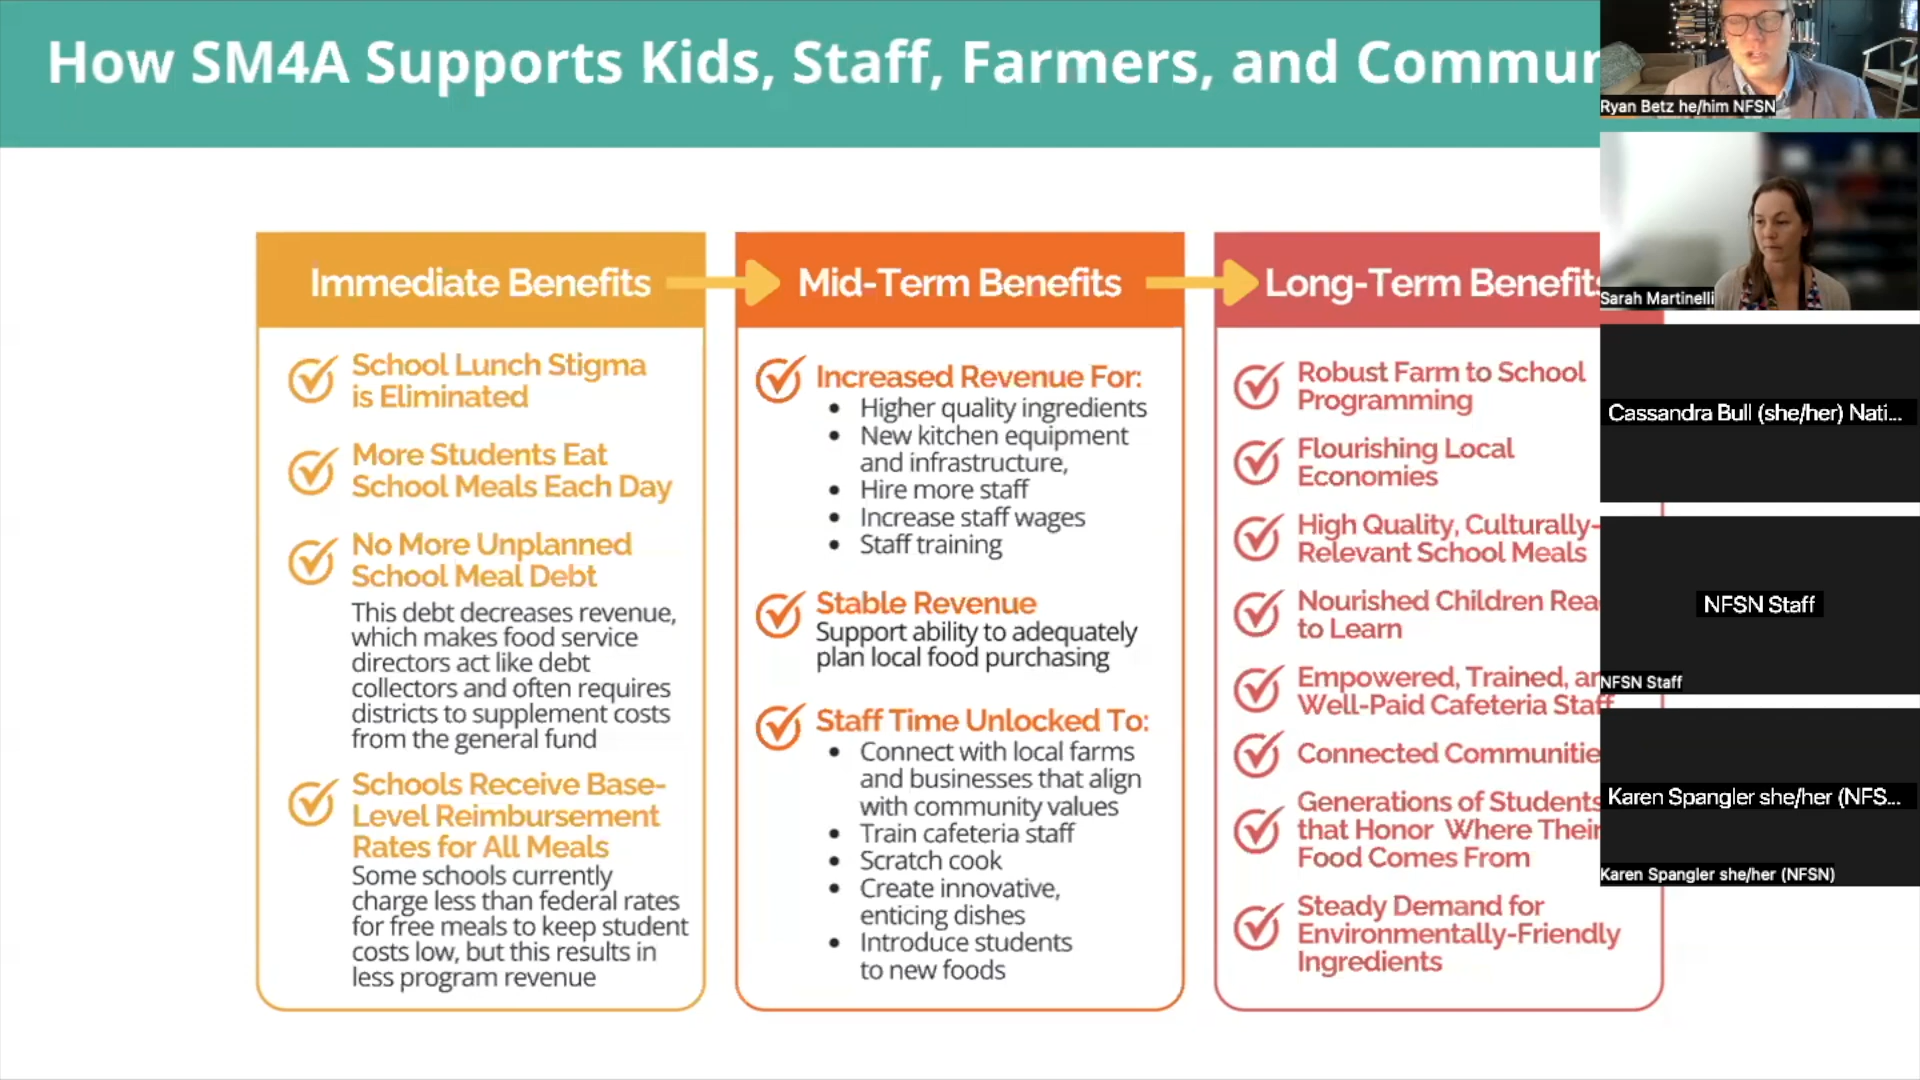 How SM4A Supports Kids, Staff, Farmers, and Commun
Immediate Benefits
School Lunch Stigma
is Eliminated
More Students Eat
School Meals Each Day
No More Unplanned
School Meal Debt
This debt decreases revenue,
which makes food service
directors act like debt
collectors and often requires
districts to supplement costs
from the general fund
Schools Receive Base-
Level Reimbursement
Rates for All Meals
Some schools currently
charge less than federal rates
for free meals to keep student
costs low, but this results in
less program revenue
Mid-Term Benefits
Increased Revenue For:
• Higher quality ingredients
• New kitchen equipment
and infrastructure,
• Hire more staff
• Increase staff wages
• Staff training
Stable Revenue
Support ability to adequately
plan local food purchasing
Staff Time Unlocked To:
• Connect with local farms
and businesses that align
with community values
• Train cafeteria staff
• Scratch cook
• Create innovative,
enticing dishes
• Introduce students
to new foods
Long-Term Benefits
Robust Farm to School
Programming
Flourishing Local
Economies
High Quality, Culturally-
Relevant School Meals
Nourished Children Rea
to Learn
Empowered, Trained, an
Well-Paid Cafeteria Staff
Connected Communitie
Generations of Students
that Honor Where Their
Food Comes From
Steady Demand for
Environmentally-Friendly
Ingredients
Ryan Betz he/him NFSN
Sarah Martinelli
Cassandra Bull (she/her) Nati...
NFSN Staff
NFSN Staff
Karen Spangler she/her (NFS...
Karen Spangler she/her (NFSN)